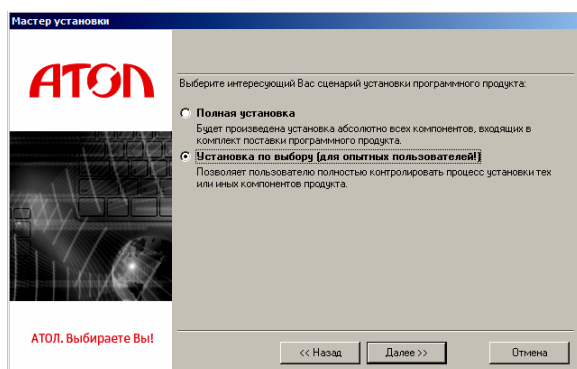 Мастер установки
АТОЛ
Выберите интересующий Вас сценарий установки программного продукта:
Полная установка
Будет произведена установка абсолютно всех компонентов, входящих в
комплект поставки программного продукта.
Установка по выбору (для опытных пользователей!)
Позволяет пользователю полностью контролировать процесс установки тех
или иных компонентов продукта.
АТОЛ. Выбираете Вы!
<< Назад
Далее >>
Отмена